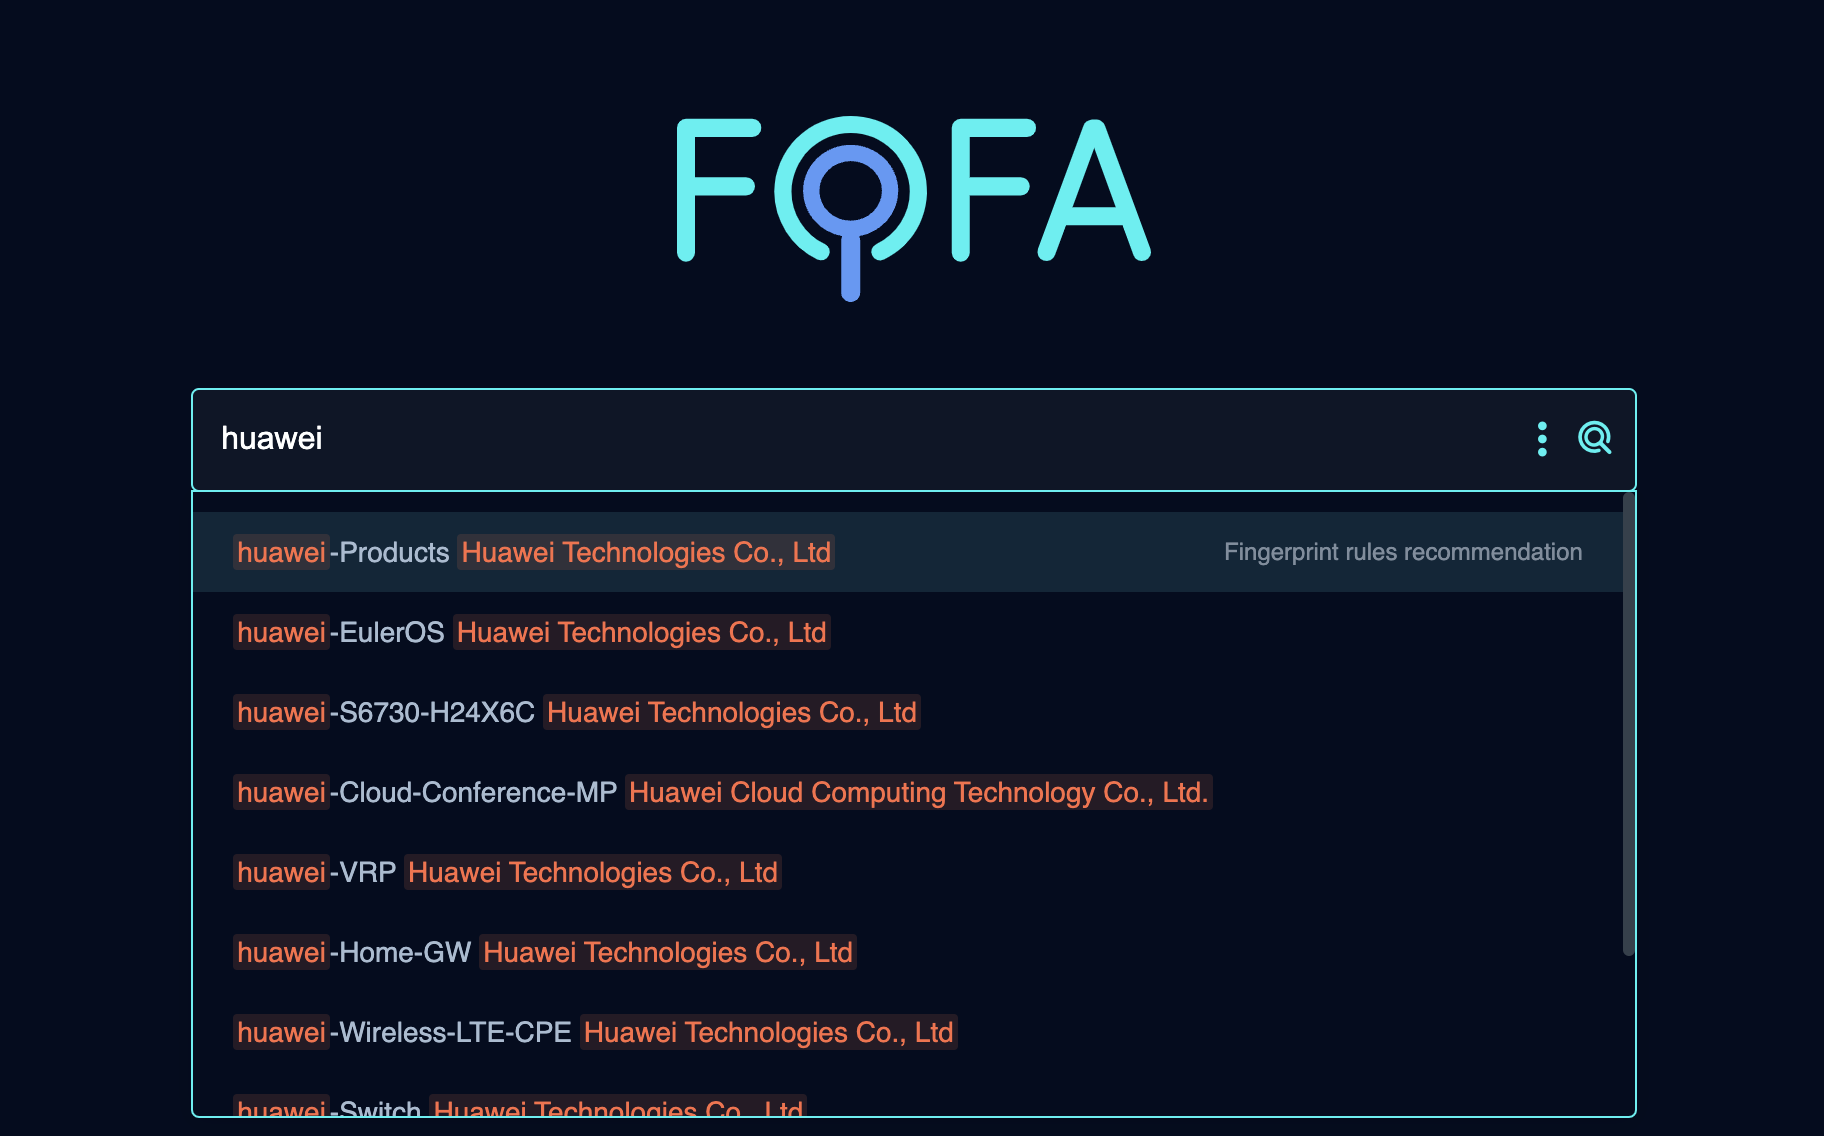 FOFA
huawei
huawei-Products Huawei Technologies Co., Ltd Fingerprint rules recommendation
huawei-EulerOS Huawei Technologies Co., Ltd
huawei-S6730-H24X6C Huawei Technologies Co., Ltd
huawei-Cloud-Conference-MP Huawei Cloud Computing Technology Co., Ltd.
huawei-VRP Huawei Technologies Co., Ltd
huawei-Home-GW Huawei Technologies Co., Ltd
huawei-Wireless-LTE-CPE Huawei Technologies Co., Ltd
huawei-Switch Huawei Technologies Co., Ltd